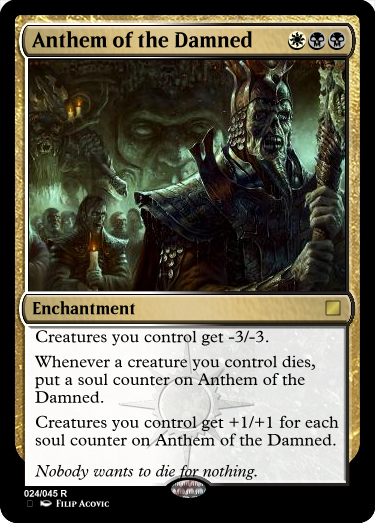 Anthem of the Damned
Enchantment
Creatures you control get -3/-3.
Whenever a creature you control dies,
put a soul counter on Anthem of the
Damned.
Creatures you control get +1/+1 for each
soul counter on Anthem of the Damned.
Nobody wants to die for nothing.
024/045 R
Filip Acovic